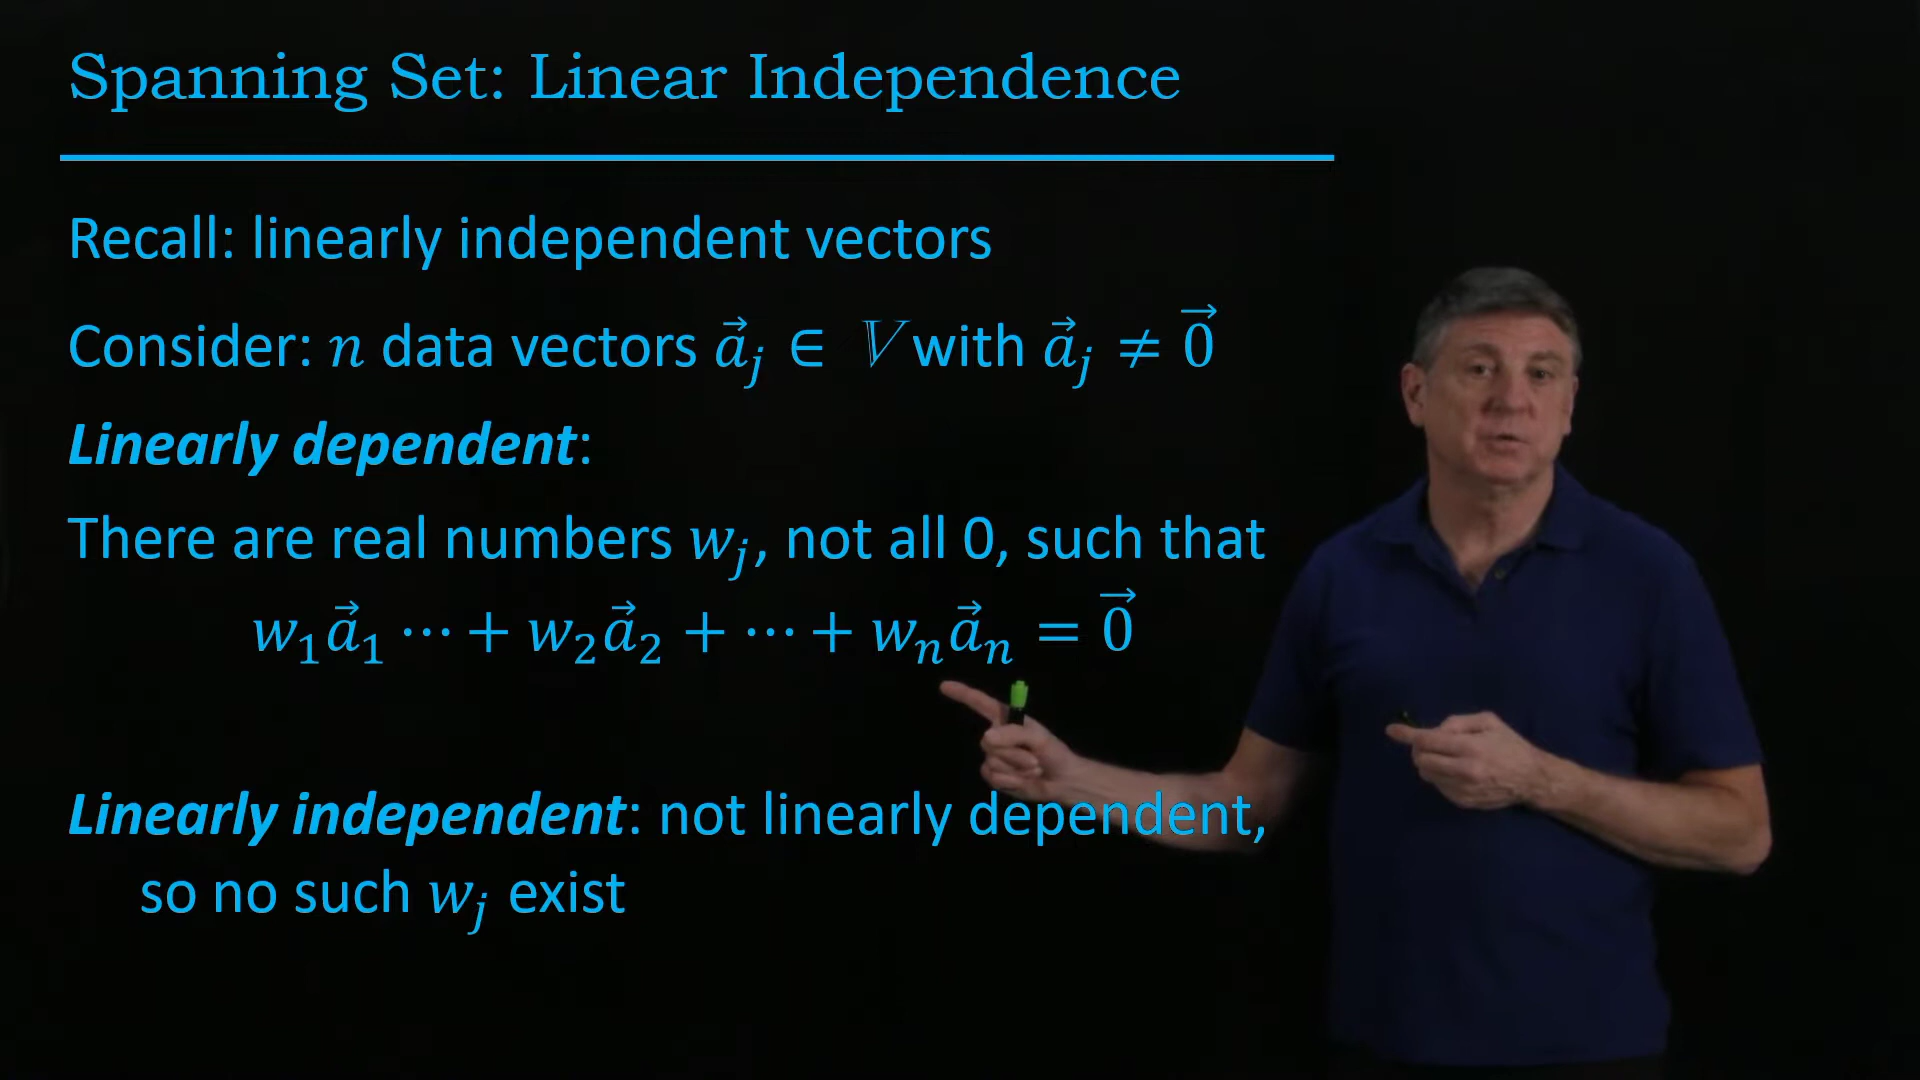 Spanning Set: Linear Independence
Recall: linearly independent vectors
Consider: n data vectors a⃗ⱼ ∈ 𝕍 with a⃗ⱼ ≠ 0⃗
Linearly dependent:
There are real numbers wⱼ, not all 0, such that
w₁a⃗₁ ⋯ + w₂a⃗₂ + ⋯ + wₙa⃗ₙ = 0⃗
Linearly independent: not linearly dependent,
so no such wⱼ exist